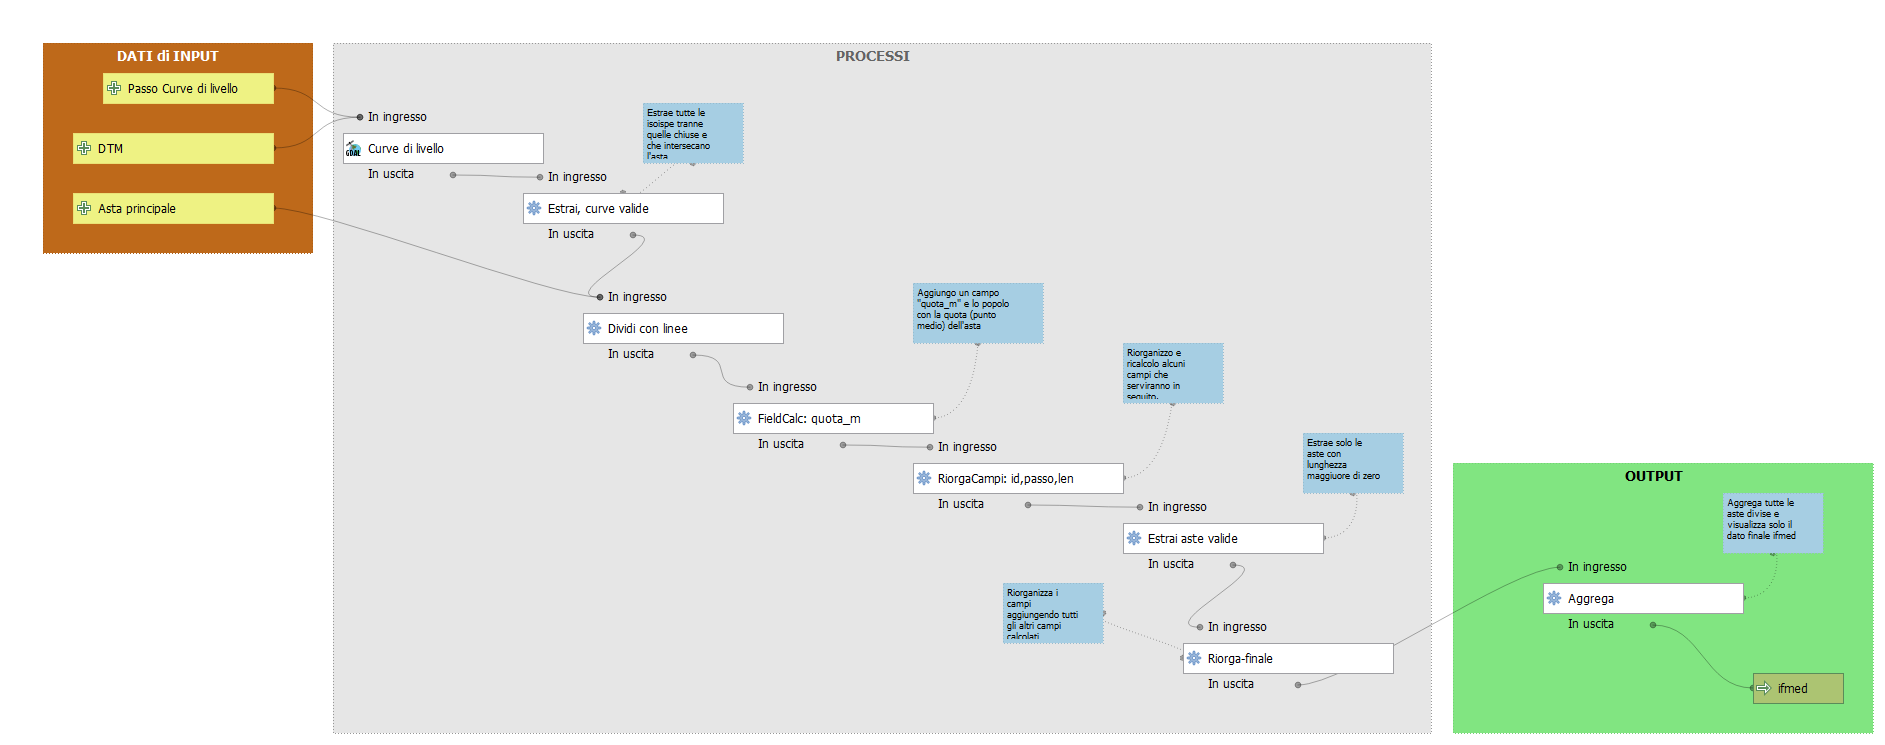 DATI di INPUT
Passo Curve di livello
DTM
Asta principale
PROCESSI
In ingresso
GDAL
Curve di livello
In uscita
Estrae tutte le
isoispe tranne
quelle chiuse e
che intersecano
l'asta
In ingresso
Estrai, curve valide
In uscita
In ingresso
Dividi con linee
In uscita
Aggiungo un campo
"quota_m" e lo popolo
con la quota (punto
medio) dell'asta
In ingresso
FieldCalc: quota_m
In uscita
Riorganizzo e
ricalcolo alcuni
campi che
serviranno in
seguito.
In ingresso
RiorgaCampi: id,passo,len
In uscita
Estrae solo le
aste con
lunghezza
maggiuore di zero
In ingresso
Estrai aste valide
In uscita
Riorganizza i
campi
aggiungendo tutti
gli altri campi
calcolati
In ingresso
Riorga-finale
In uscita
OUTPUT
Aggrega tutte le
aste divise e
visualizza solo il
dato finale ifmed
In ingresso
Aggrega
In uscita
ifmed